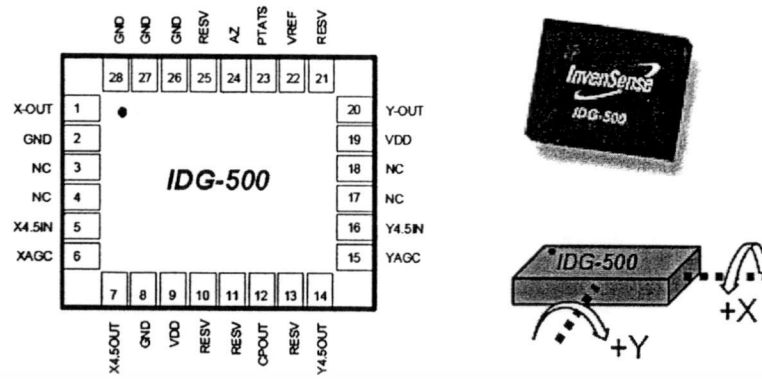 GND GND GND RESV AZ PTATS VREF RESV
28 27 26 25 24 23 22 21
X-OUT 1
GND 2
NC 3
NC 4
X4.5IN 5
XAGC 6
IDG-500
20 Y-OUT
19 VDD
18 NC
17 NC
16 Y4.5IN
15 YAGC
7 8 9 10 11 12 13 14
X4.5OUT GND VDD RESV RESV CPOUT RESV Y4.5OUT
InvenSense
IDG-500
IDG-500
+X
+Y